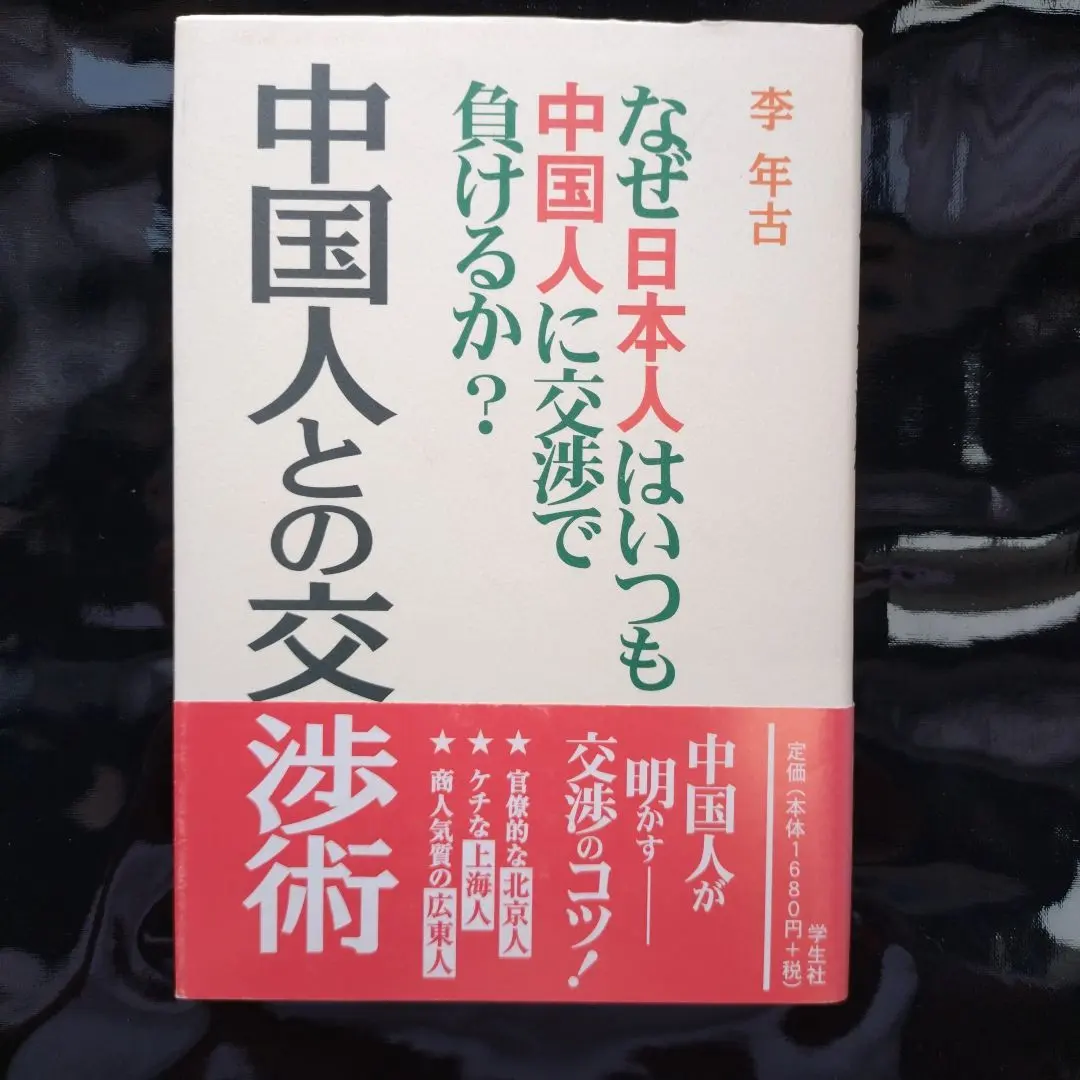 李 年古
なぜ日本人はいつも
中国人に交渉で
負けるか?
中国人との交渉術
定価(本体1680円+税)
学生社
中国人が
明かす——
交渉のコツ!
★ 官僚的な北京人
★ ケチな上海人
★ 商人気質の広東人